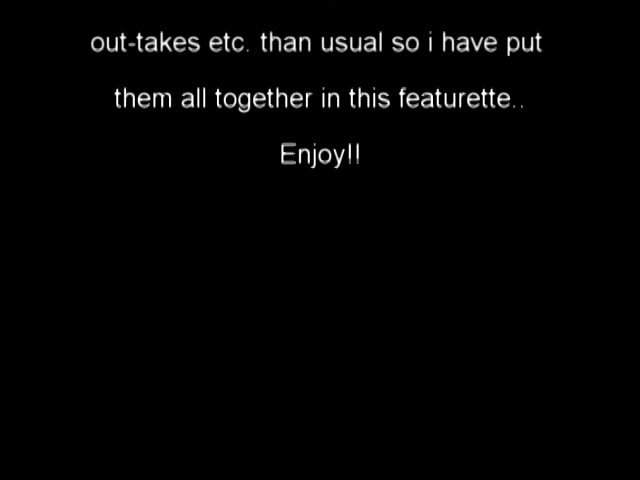 out-takes etc. than usual so i have put
them all together in this featurette..
Enjoy!!